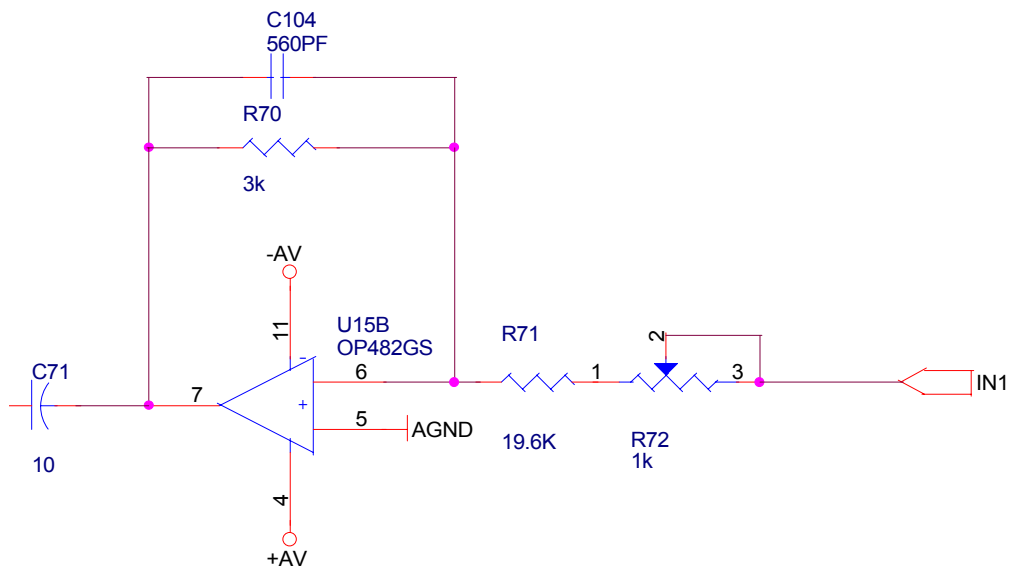 C104
560PF
R70
3k
-AV
11
U15B
OP482GS
R71
2
C71
-
6
1
3
IN1
7
+
5
AGND
10
19.6K
R72
1k
4
+AV